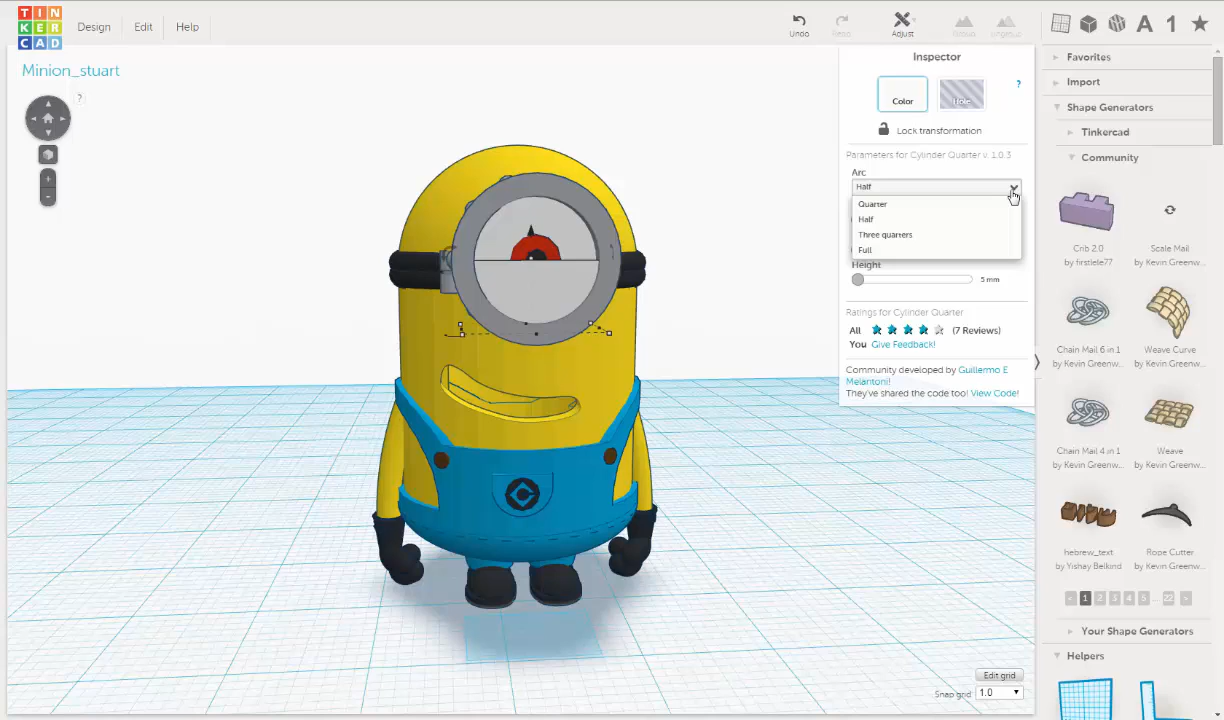 TIN
KER
CAD
Design
Edit
Help
Undo
Redo
Adjust
Group
Ungroup
A
1
Minion_stuart
?
Inspector
Color
Hole
?
Lock transformation
Parameters for Cylinder Quarter v. 1.0.3
Arc
Half
Quarter
Half
Three quarters
Full
Height
5 mm
Ratings for Cylinder Quarter
All
(7 Reviews)
You Give Feedback!
Community developed by Guillermo E
Melantoni!
They've shared the code too! View Code!
Favorites
Import
Shape Generators
Tinkercad
Community
Crib 2.0
by firstlele77
Scale Mail
by Kevin Greenw...
Chain Mail 6 in 1
by Kevin Greenw...
Weave Curve
by Kevin Greenw...
Chain Mail 4 in 1
by Kevin Greenw...
Weave
by Kevin Greenw...
hebrew_text
by Yishay Belkind
Rope Cutter
by Kevin Greenw...
< 1 2 3 4 5 ... 22 >
Your Shape Generators
Helpers
Edit grid
Snap grid 1.0
+
-